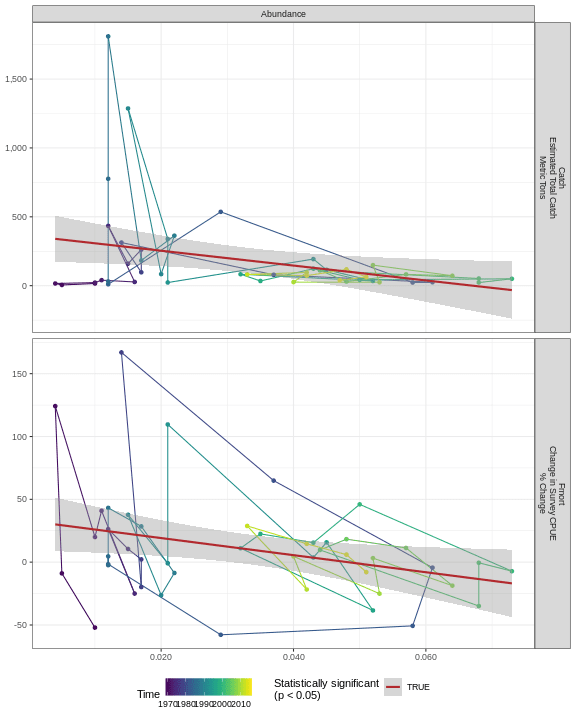 Abundance
1,500
1,000
500
0
Catch
Estimated Total Catch
Metric Tons
150
100
50
0
-50
Fmort
Change in Survey CPUE
% Change
0.020
0.040
0.060
Time
1970
1980
1990
2000
2010
Statistically significant
(p < 0.05)
TRUE